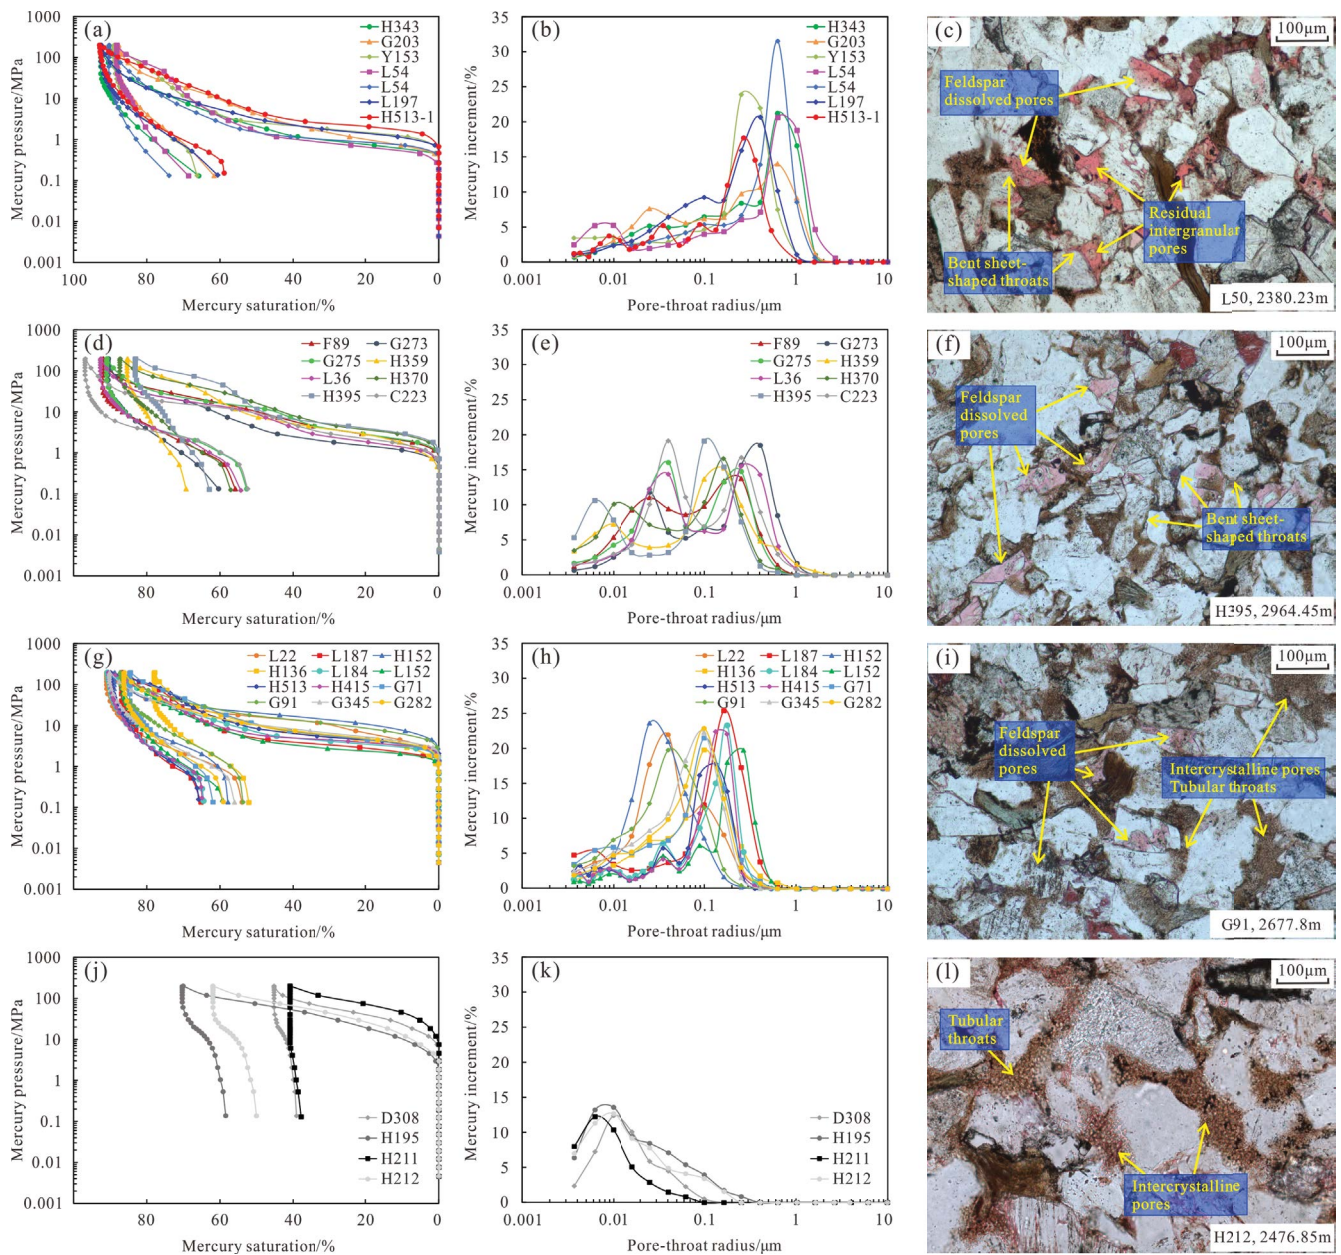 (a)
1000
100
10
1
0.1
0.01
0.001
100 80 60 40 20 0
Mercury pressure/MPa
Mercury saturation/%
H343
G203
Y153
L54
L54
L197
H513-1
(b)
35
30
25
20
15
10
5
0
0.001 0.01 0.1 1 10
Mercury increment/%
Pore-throat radius/μm
H343
G203
Y153
L54
L54
L197
H513-1
(c)
100μm
Feldspar
dissolved pores
Residual
intergranular
pores
Bent sheet-
shaped throats
L50, 2380.23m
(d)
1000
100
10
1
0.1
0.01
0.001
80 60 40 20 0
Mercury pressure/MPa
Mercury saturation/%
F89 G273
G275 H359
L36 H370
H395 C223
(e)
35
30
25
20
15
10
5
0
0.001 0.01 0.1 1 10
Mercury increment/%
Pore-throat radius/μm
F89 G273
G275 H359
L36 H370
H395 C223
(f)
100μm
Feldspar
dissolved
pores
Bent sheet-
shaped throats
H395, 2964.45m
(g)
1000
100
10
1
0.1
0.01
0.001
80 60 40 20 0
Mercury pressure/MPa
Mercury saturation/%
L22 L187 H152
H136 L184 L152
H513 H415 G71
G91 G345 G282
(h)
35
30
25
20
15
10
5
0
0.001 0.01 0.1 1 10
Mercury increment/%
Pore-throat radius/μm
L22 L187 H152
H136 L184 L152
H513 H415 G71
G91 G345 G282
(i)
100μm
Feldspar
dissolved
pores
Intercrystalline pores
Tubular throats
G91, 2677.8m
(j)
1000
100
10
1
0.1
0.01
0.001
80 60 40 20 0
Mercury pressure/MPa
Mercury saturation/%
D308
H195
H211
H212
(k)
35
30
25
20
15
10
5
0
0.001 0.01 0.1 1 10
Mercury increment/%
Pore-throat radius/μm
D308
H195
H211
H212
(l)
100μm
Tubular
throats
Intercrystalline
pores
H212, 2476.85m